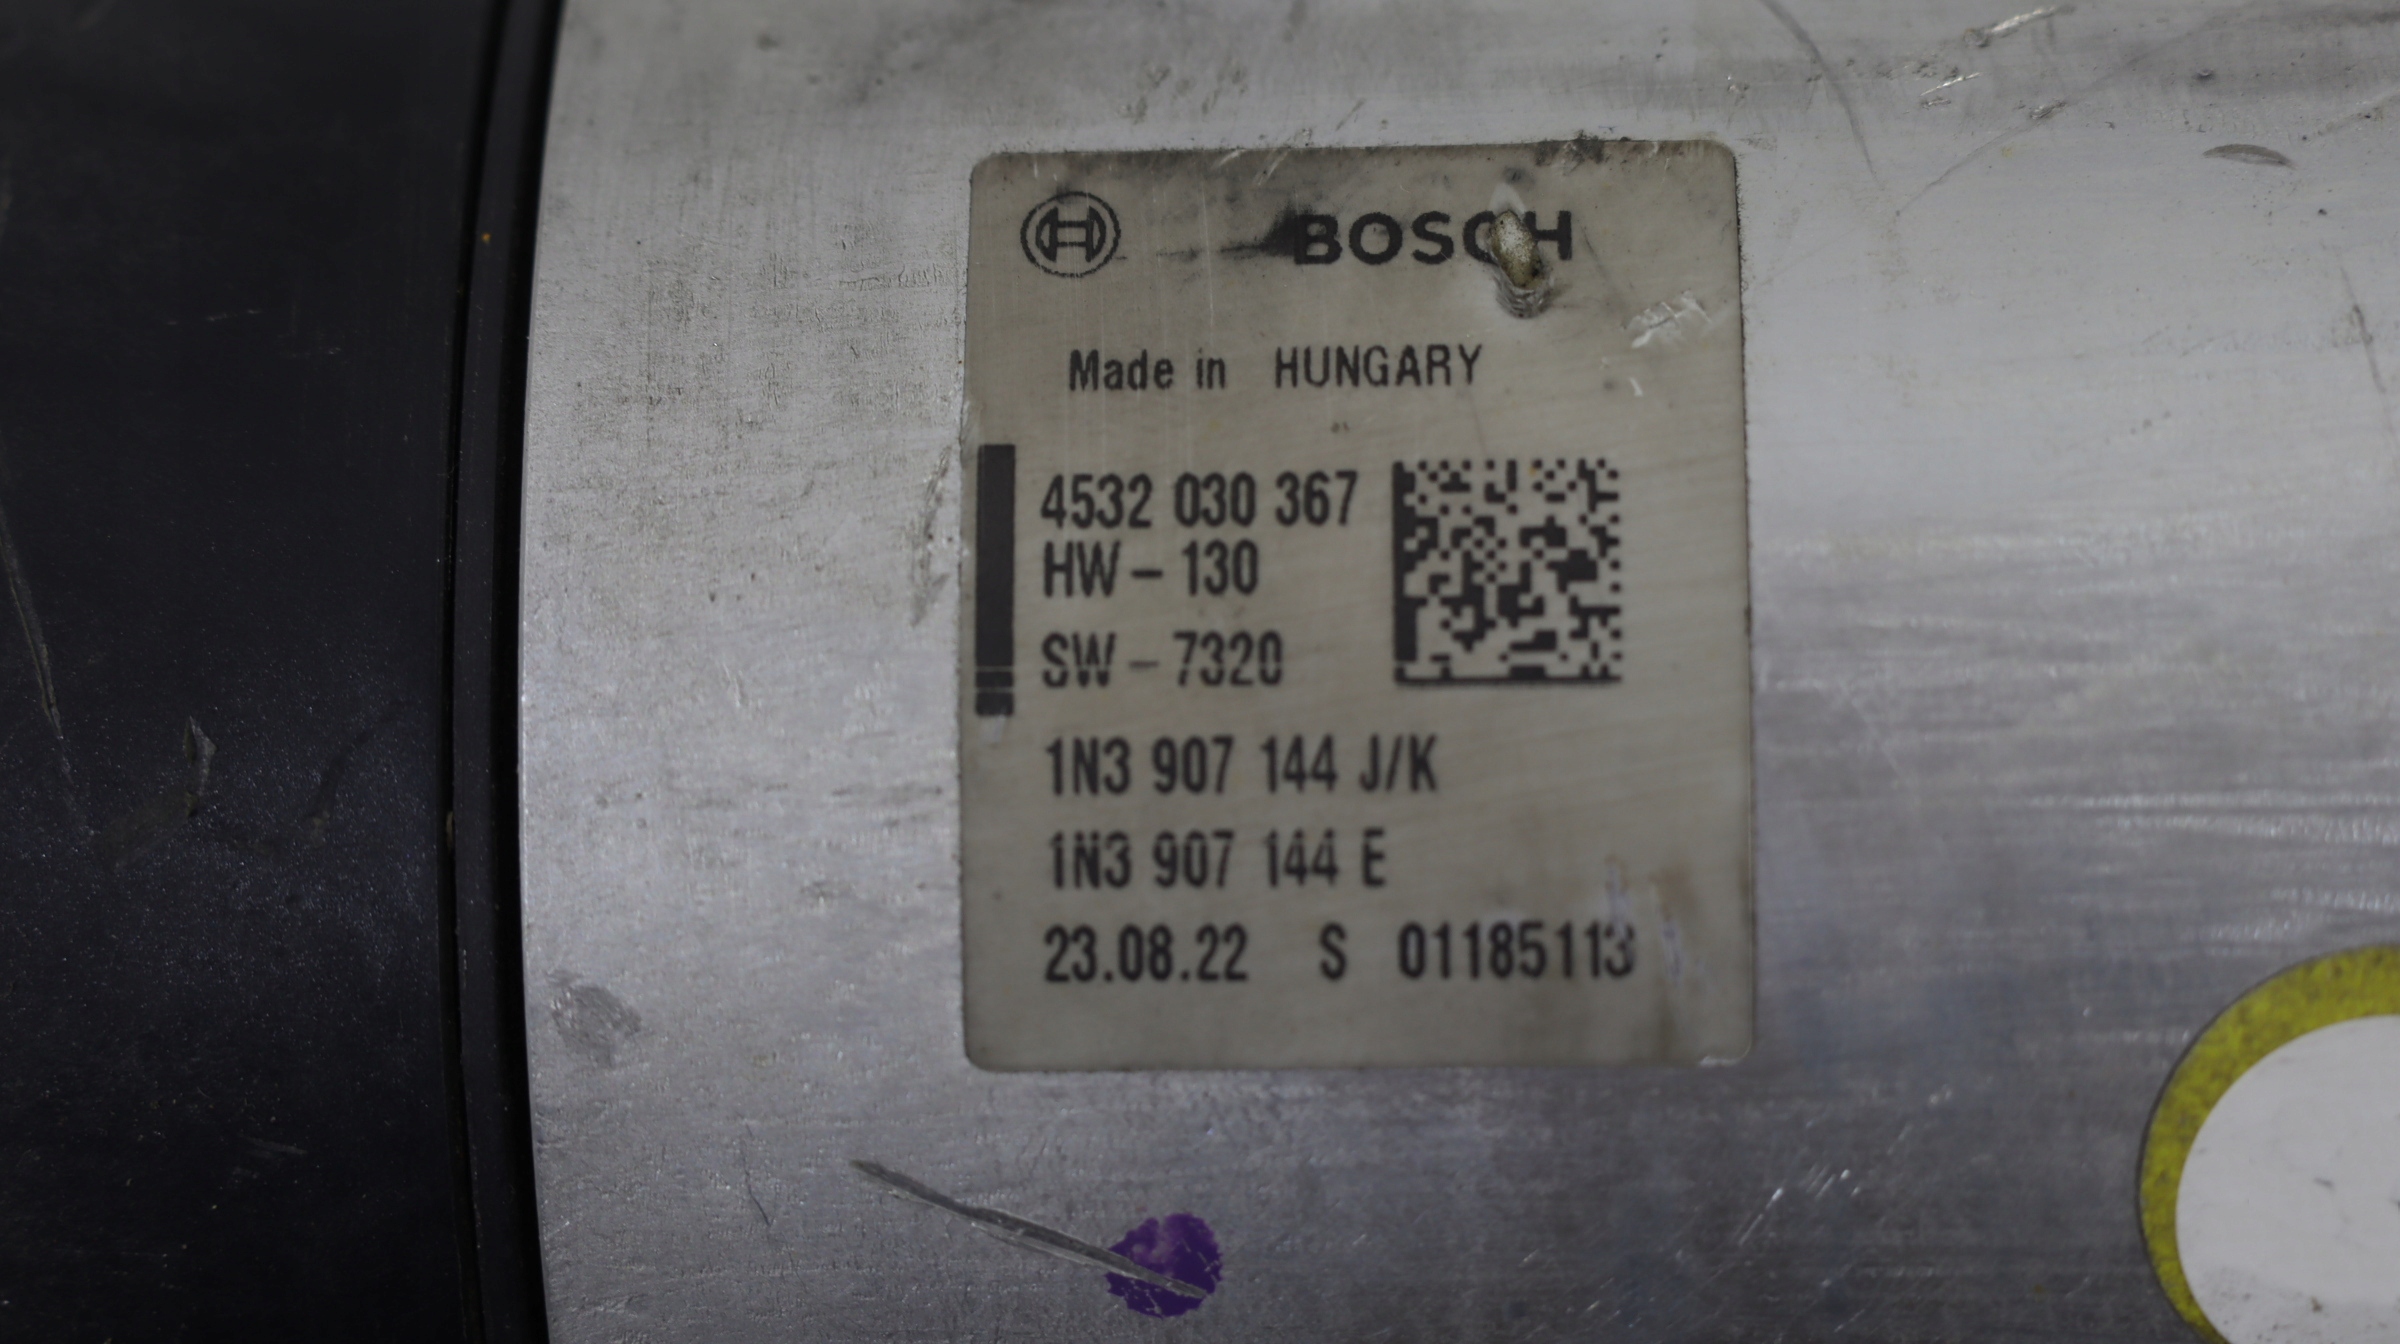 BOSCH
Made in HUNGARY
4532 030 367
HW - 130
SW - 7320
1N3 907 144 J/K
1N3 907 144 E
23.08.22 S 01185113